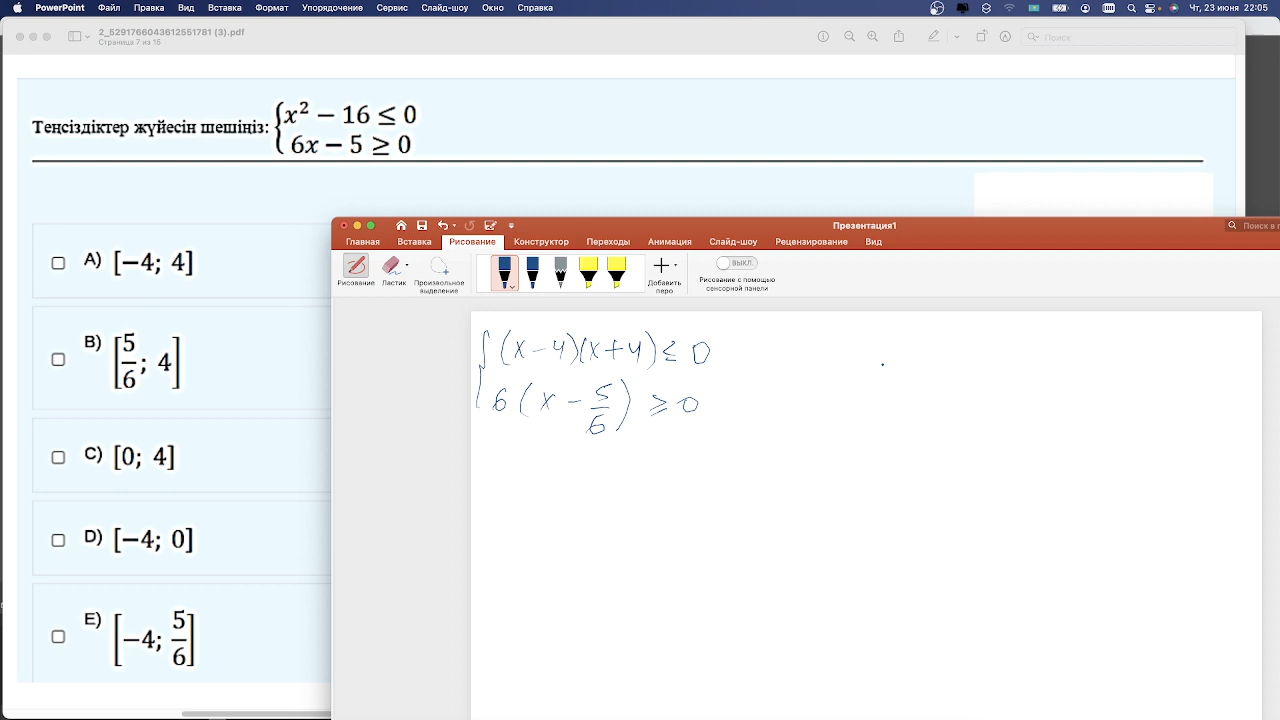 PowerPoint Файл Правка Вид Вставка Формат Упорядочение Сервис Слайд-шоу Окно Справка Чт, 23 июня 22:05
2_5291766043612551781 (3).pdf
Страница 7 из 15
Поиск
Теңсіздіктер жүйесін шешіңіз: {x² − 16 ≤ 0
6x − 5 ≥ 0
Презентация1
Поиск в п
Главная Вставка Рисование Конструктор Переходы Анимация Слайд-шоу Рецензирование Вид
A) [−4; 4]
ВЫКЛ.
Рисование Ластик Произвольное выделение Добавить перо Рисование с помощью сенсорной панели
B) [5/6; 4]
(x−4)(x+4) ≤ 0
6(x − 5/6) ≥ 0
C) [0; 4]
D) [−4; 0]
E) [−4; 5/6]